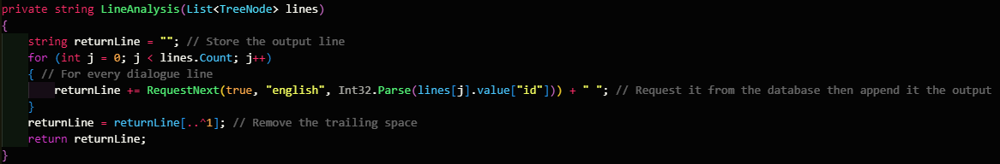 private string LineAnalysis(List<TreeNode> lines)
{
    string returnLine = ""; // Store the output line
    for (int j = 0; j < lines.Count; j++)
    { // For every dialogue line
        returnLine += RequestNext(true, "english", Int32.Parse(lines[j].value["id"])) + " "; // Request it from the database then append it the output
    }
    returnLine = returnLine[..^1]; // Remove the trailing space
    return returnLine;
}